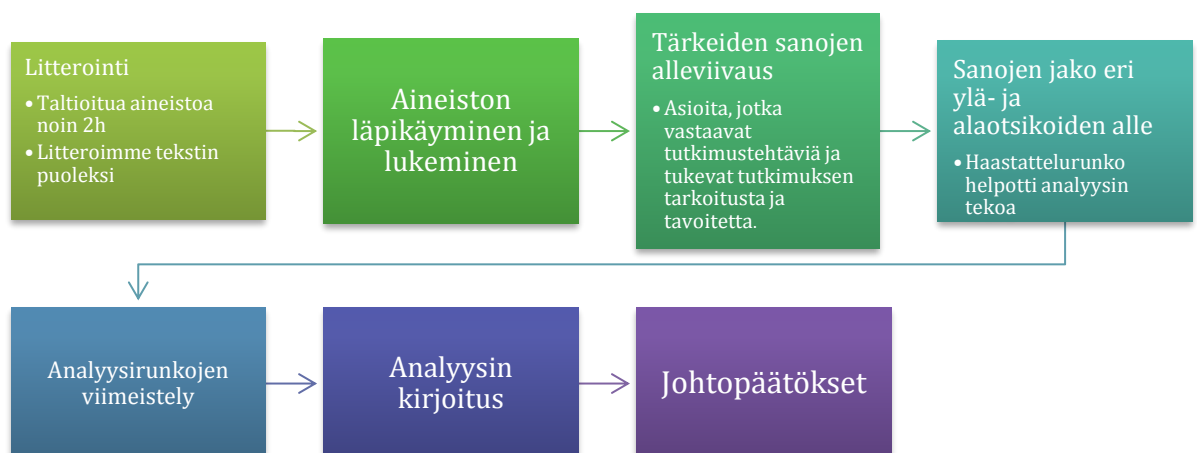 Litterointi
• Taltioitua aineistoa
noin 2h
• Litteroimme tekstin
puoleksi
Aineiston
läpikäyminen ja
lukeminen
Tärkeiden sanojen
alleviivaus
• Asioita, jotka
vastaavat
tutkimustehtäviä ja
tukevat tutkimuksen
tarkoitusta ja
tavoitetta.
Sanojen jako eri
ylä- ja
alaotsikoiden alle
• Haastattelurunko
helpotti analyysin
tekoa
Analyysirunkojen
viimeistely
Analyysin
kirjoitus
Johtopäätökset